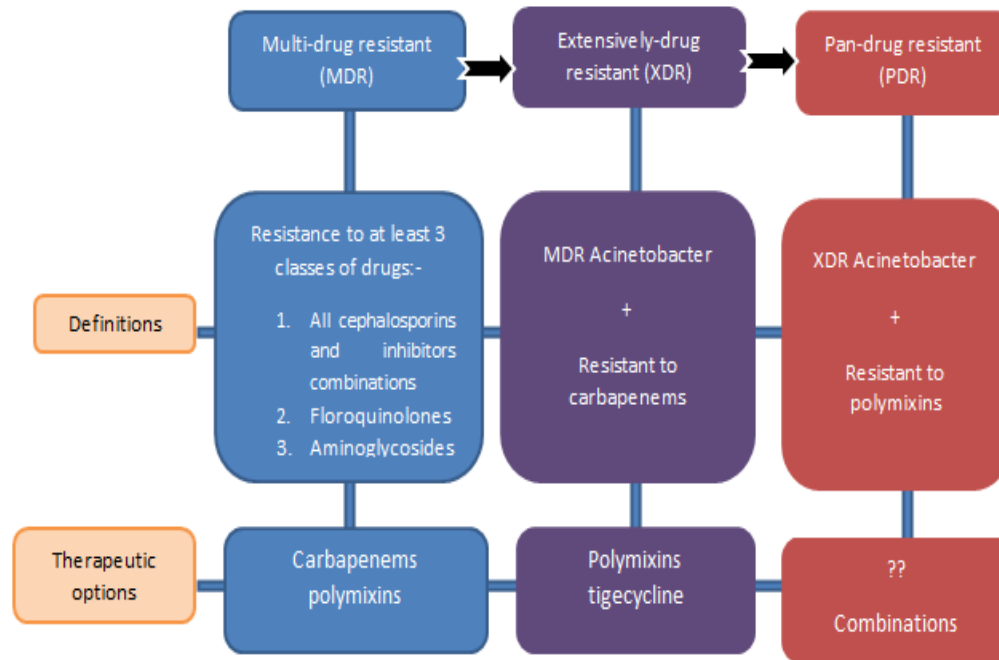 Multi-drug resistant
(MDR)
Extensively-drug
resistant (XDR)
Pan-drug resistant
(PDR)
Definitions
Resistance to at least 3
classes of drugs:-
1. All cephalosporins
and inhibitors
combinations
2. Floroquinolones
3. Aminoglycosides
MDR Acinetobacter
+
Resistant to
carbapenems
XDR Acinetobacter
+
Resistant to
polymixins
Therapeutic
options
Carbapenems
polymixins
Polymixins
tigecycline
??
Combinations